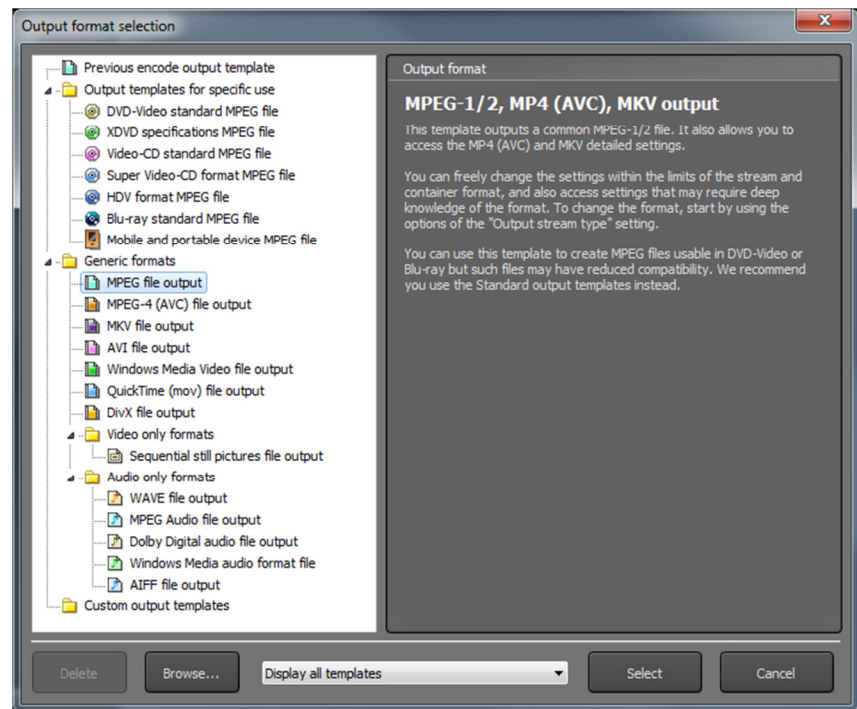 Output format selection
Previous encode output template
Output templates for specific use
DVD-Video standard MPEG file
XDVD specifications MPEG file
Video-CD standard MPEG file
Super Video-CD format MPEG file
HDV format MPEG file
Blu-ray standard MPEG file
Mobile and portable device MPEG file
Generic formats
MPEG file output
MPEG-4 (AVC) file output
MKV file output
AVI file output
Windows Media Video file output
QuickTime (mov) file output
DivX file output
Video only formats
Sequential still pictures file output
Audio only formats
WAVE file output
MPEG Audio file output
Dolby Digital audio file output
Windows Media audio format file
AIFF file output
Custom output templates
Output format
MPEG-1/2, MP4 (AVC), MKV output
This template outputs a common MPEG-1/2 file. It also allows you to
access the MP4 (AVC) and MKV detailed settings.
You can freely change the settings within the limits of the stream and
container format, and also access settings that may require deep
knowledge of the format. To change the format, start by using the
options of the "Output stream type" setting.
You can use this template to create MPEG files usable in DVD-Video or
Blu-ray but such files may have reduced compatibility. We recommend
you use the Standard output templates instead.
Delete
Browse...
Display all templates
Select
Cancel